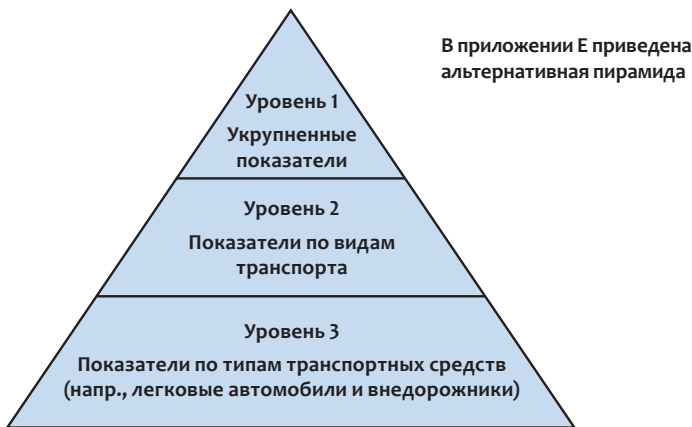 В приложении E приведена
альтернативная пирамида
Уровень 1
Укрупненные
показатели
Уровень 2
Показатели по видам
транспорта
Уровень 3
Показатели по типам транспортных средств
(напр., легковые автомобили и внедорожники)